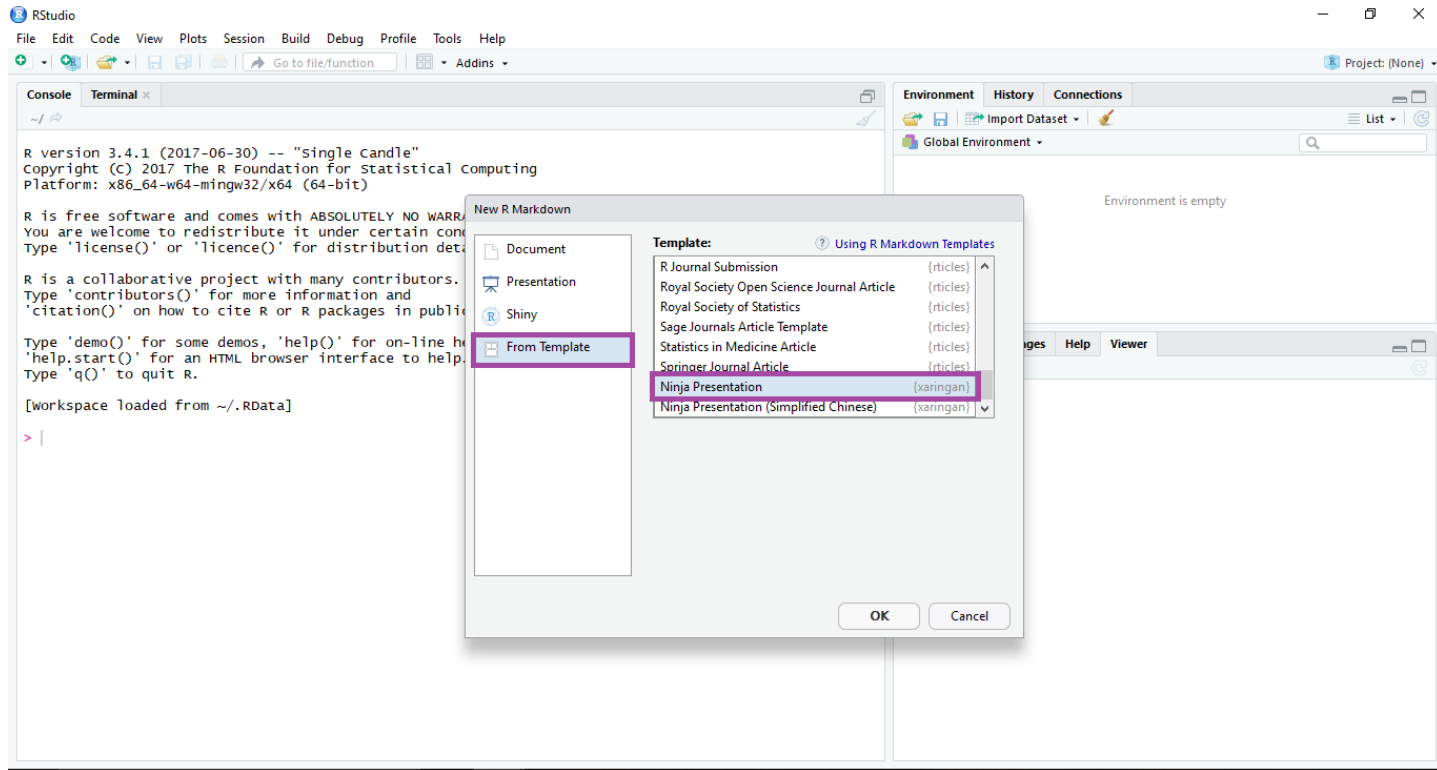 RStudio
File Edit Code View Plots Session Build Debug Profile Tools Help
Go to file/function Addins Project: (None)
Console Terminal
~/
R version 3.4.1 (2017-06-30) -- "Single Candle"
Copyright (C) 2017 The R Foundation for Statistical Computing
Platform: x86_64-w64-mingw32/x64 (64-bit)
R is free software and comes with ABSOLUTELY NO WARR
You are welcome to redistribute it under certain con
Type 'license()' or 'licence()' for distribution deta
R is a collaborative project with many contributors.
Type 'contributors()' for more information and
'citation()' on how to cite R or R packages in public
Type 'demo()' for some demos, 'help()' for on-line he
'help.start()' for an HTML browser interface to help.
Type 'q()' to quit R.
[Workspace loaded from ~/.RData]
>
Environment History Connections
Import Dataset List
Global Environment
Environment is empty
Help Viewer
New R Markdown
Document
Presentation
Shiny
From Template
Template: Using R Markdown Templates
R Journal Submission {rticles}
Royal Society Open Science Journal Article {rticles}
Royal Society of Statistics {rticles}
Sage Journals Article Template {rticles}
Statistics in Medicine Article {rticles}
Springer Journal Article {rticles}
Ninja Presentation {xaringan}
Ninja Presentation (Simplified Chinese) {xaringan}
OK Cancel